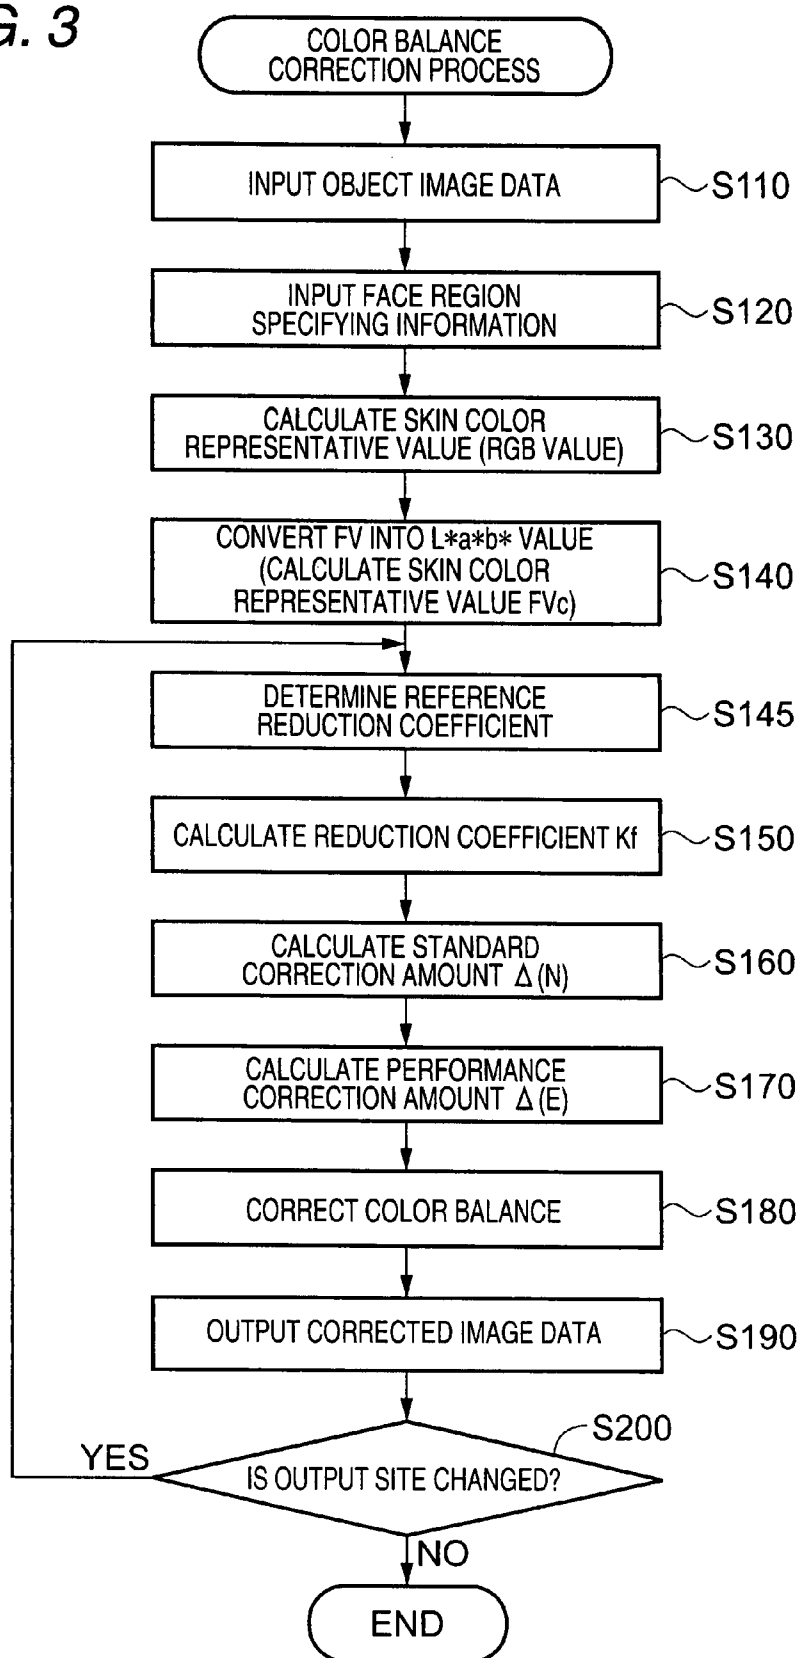 G. 3
COLOR BALANCE
CORRECTION PROCESS
INPUT OBJECT IMAGE DATA
S110
INPUT FACE REGION
SPECIFYING INFORMATION
S120
CALCULATE SKIN COLOR
REPRESENTATIVE VALUE (RGB VALUE)
S130
CONVERT FV INTO L*a*b* VALUE
(CALCULATE SKIN COLOR
REPRESENTATIVE VALUE FVc)
S140
DETERMINE REFERENCE
REDUCTION COEFFICIENT
S145
CALCULATE REDUCTION COEFFICIENT Kf
S150
CALCULATE STANDARD
CORRECTION AMOUNT Δ(N)
S160
CALCULATE PERFORMANCE
CORRECTION AMOUNT Δ(E)
S170
CORRECT COLOR BALANCE
S180
OUTPUT CORRECTED IMAGE DATA
S190
S200
YES
IS OUTPUT SITE CHANGED?
NO
END